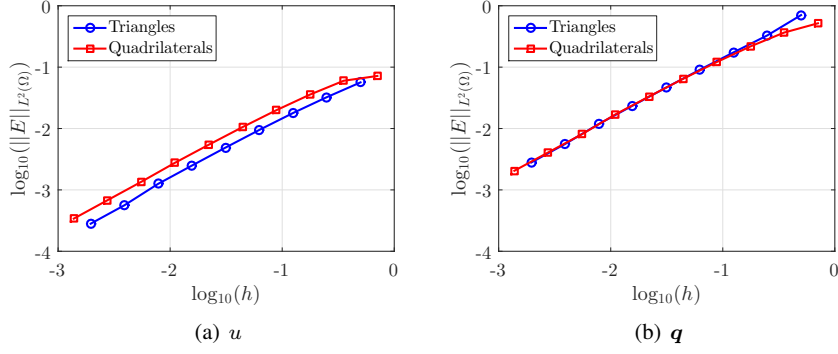 0
-1
-2
-3
-4
-3
-2
-1
0
log₁₀(||E||_{L²(Ω)})
log₁₀(h)
Triangles
Quadrilaterals
(a) u
0
-1
-2
-3
-4
-3
-2
-1
0
log₁₀(||E||_{L²(Ω)})
log₁₀(h)
Triangles
Quadrilaterals
(b) q